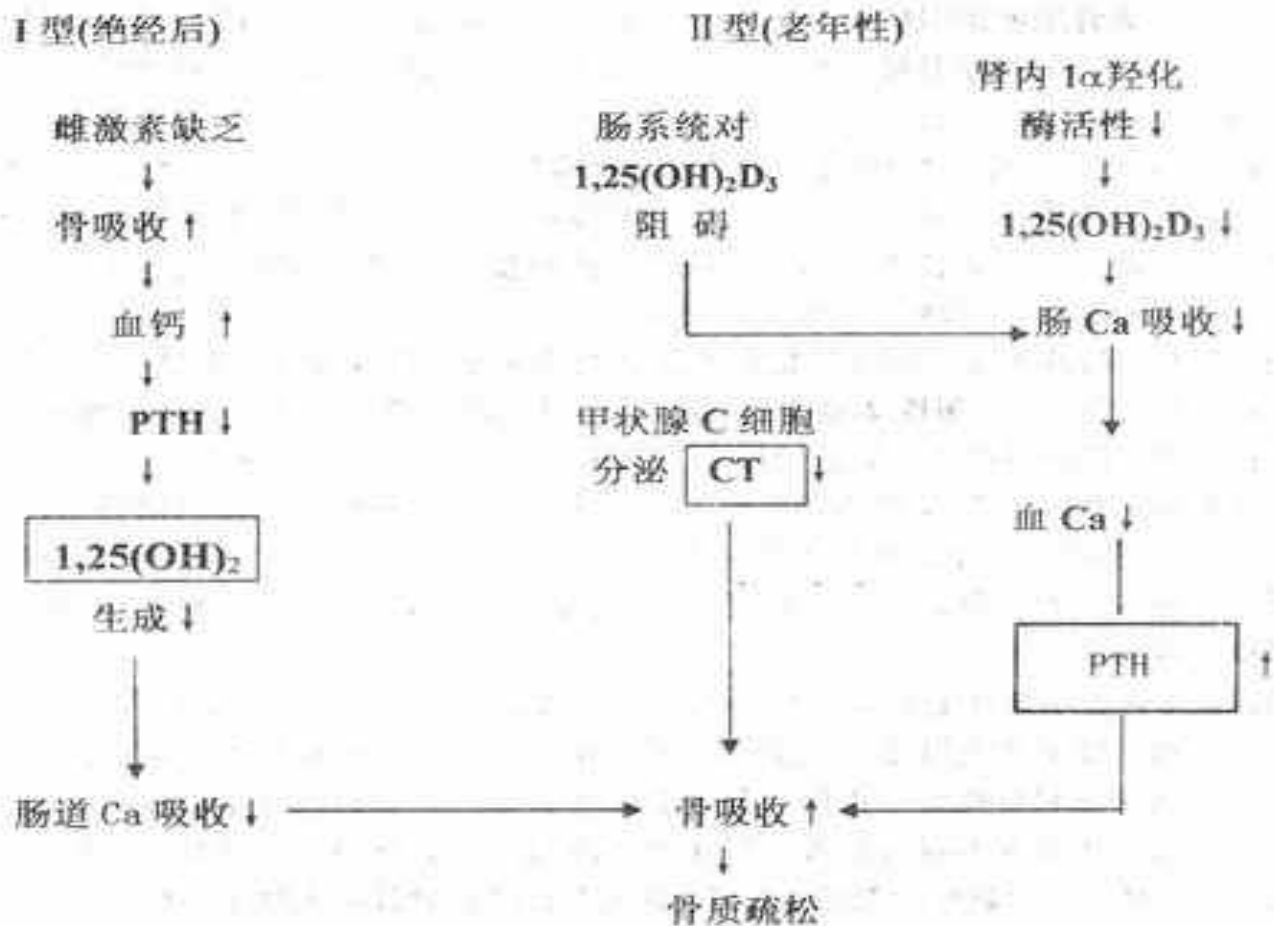 I 型(绝经后)
雌激素缺乏
↓
骨吸收↑
↓
血钙 ↑
↓
PTH↓
↓
1,25(OH)₂
生成↓
肠道 Ca 吸收↓
II 型(老年性)
肠系统对
1,25(OH)₂D₃
阻 碍
肾内 1α羟化
酶活性↓
↓
1,25(OH)₂D₃↓
↓
肠 Ca 吸收↓
甲状腺 C 细胞
分泌 CT ↓
血 Ca↓
PTH ↑
骨吸收↑
↓
骨质疏松